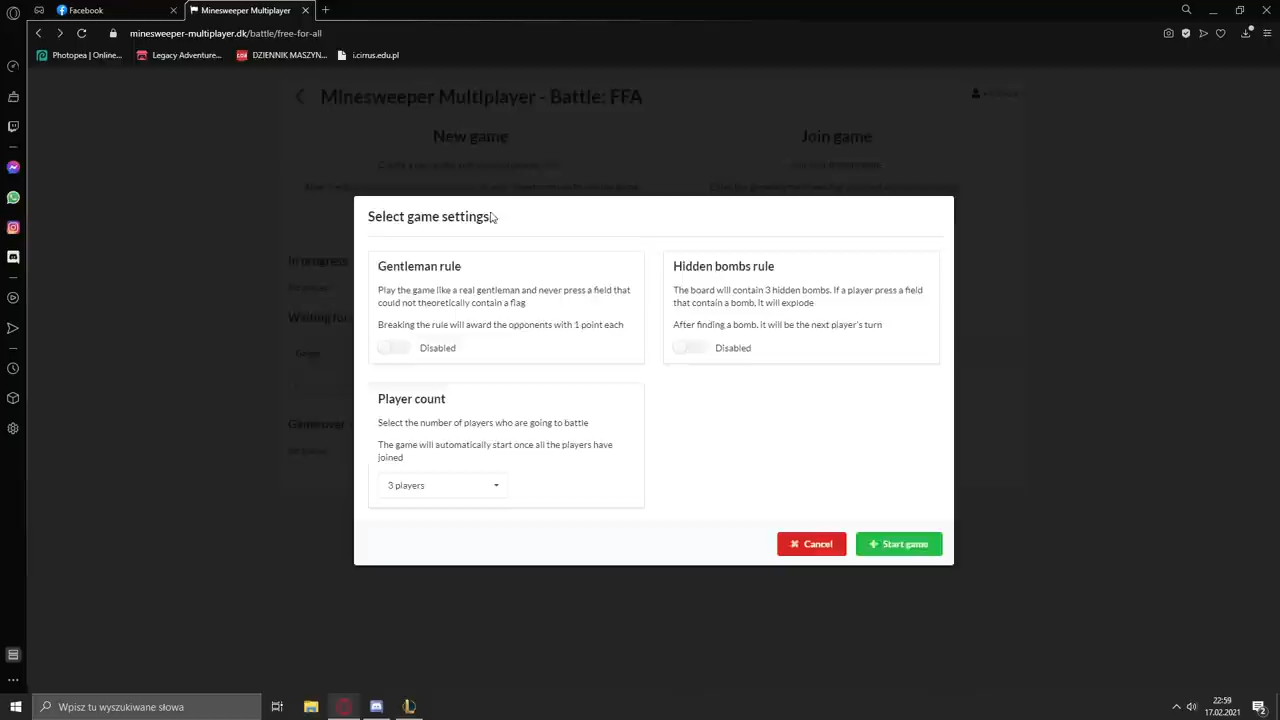 Facebook
Minesweeper Multiplayer
minesweeper-multiplayer.dk/battle/free-for-all
Photopea | Online...
Legacy Adventure...
DZIENNIK MASZYN...
i.cirrus.edu.pl
Minesweeper Multiplayer - Battle: FFA
New game
Join game
Select game settings
In progress
Gentleman rule
Play the game like a real gentleman and never press a field that
could not theoretically contain a flag
Breaking the rule will award the opponents with 1 point each
Disabled
Hidden bombs rule
The board will contain 3 hidden bombs. If a player press a field
that contain a bomb, it will explode
After finding a bomb, it will be the next player's turn
Disabled
Waiting for
Player count
Select the number of players who are going to battle
The game will automatically start once all the players have
joined
3 players
Cancel
Start game
Wpisz tu wyszukiwane słowa
22:59
17.02.2021
2